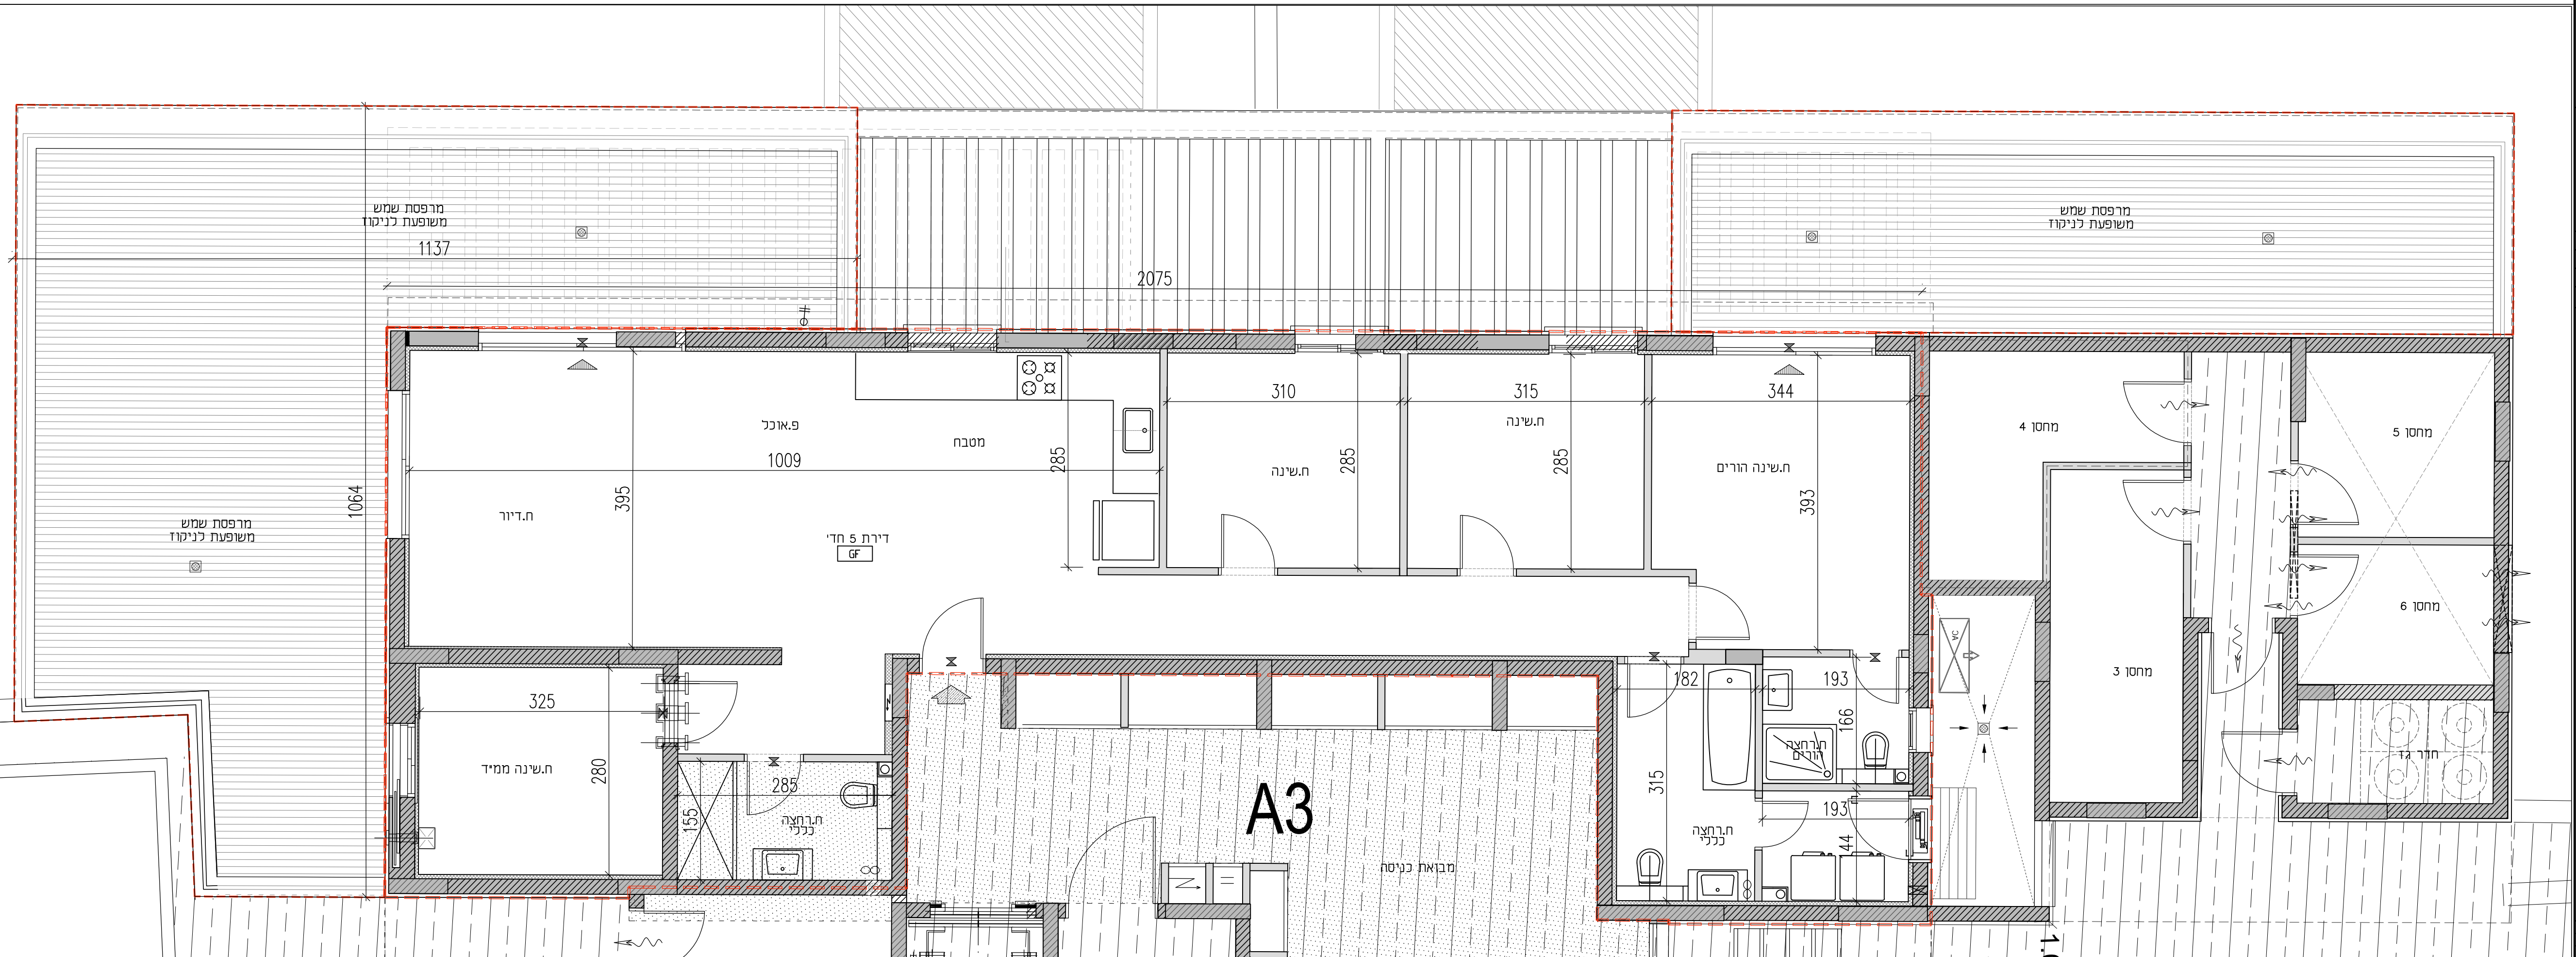 מרפסת שמש
משופעת לניקוז
1137
2075
מרפסת שמש
משופעת לניקוז
1064
מרפסת שמש
משופעת לניקוז
פ.אוכל
מטבח
1009
395
285
ח.דיור
דירת 5 חדי'
GF
310
285
ח.שינה
315
ח.שינה
285
344
ח.שינה הורים
393
מחסן 4
מחסן 5
מחסן 6
מחסן 3
חדר גז
AC
325
280
ח.שינה ממ"ד
285
155
ח.רחצה
כללי
A3
מבואת כניסה
182
315
ח.רחצה
כללי
193
166
ח.רחצה
הורים
193
144